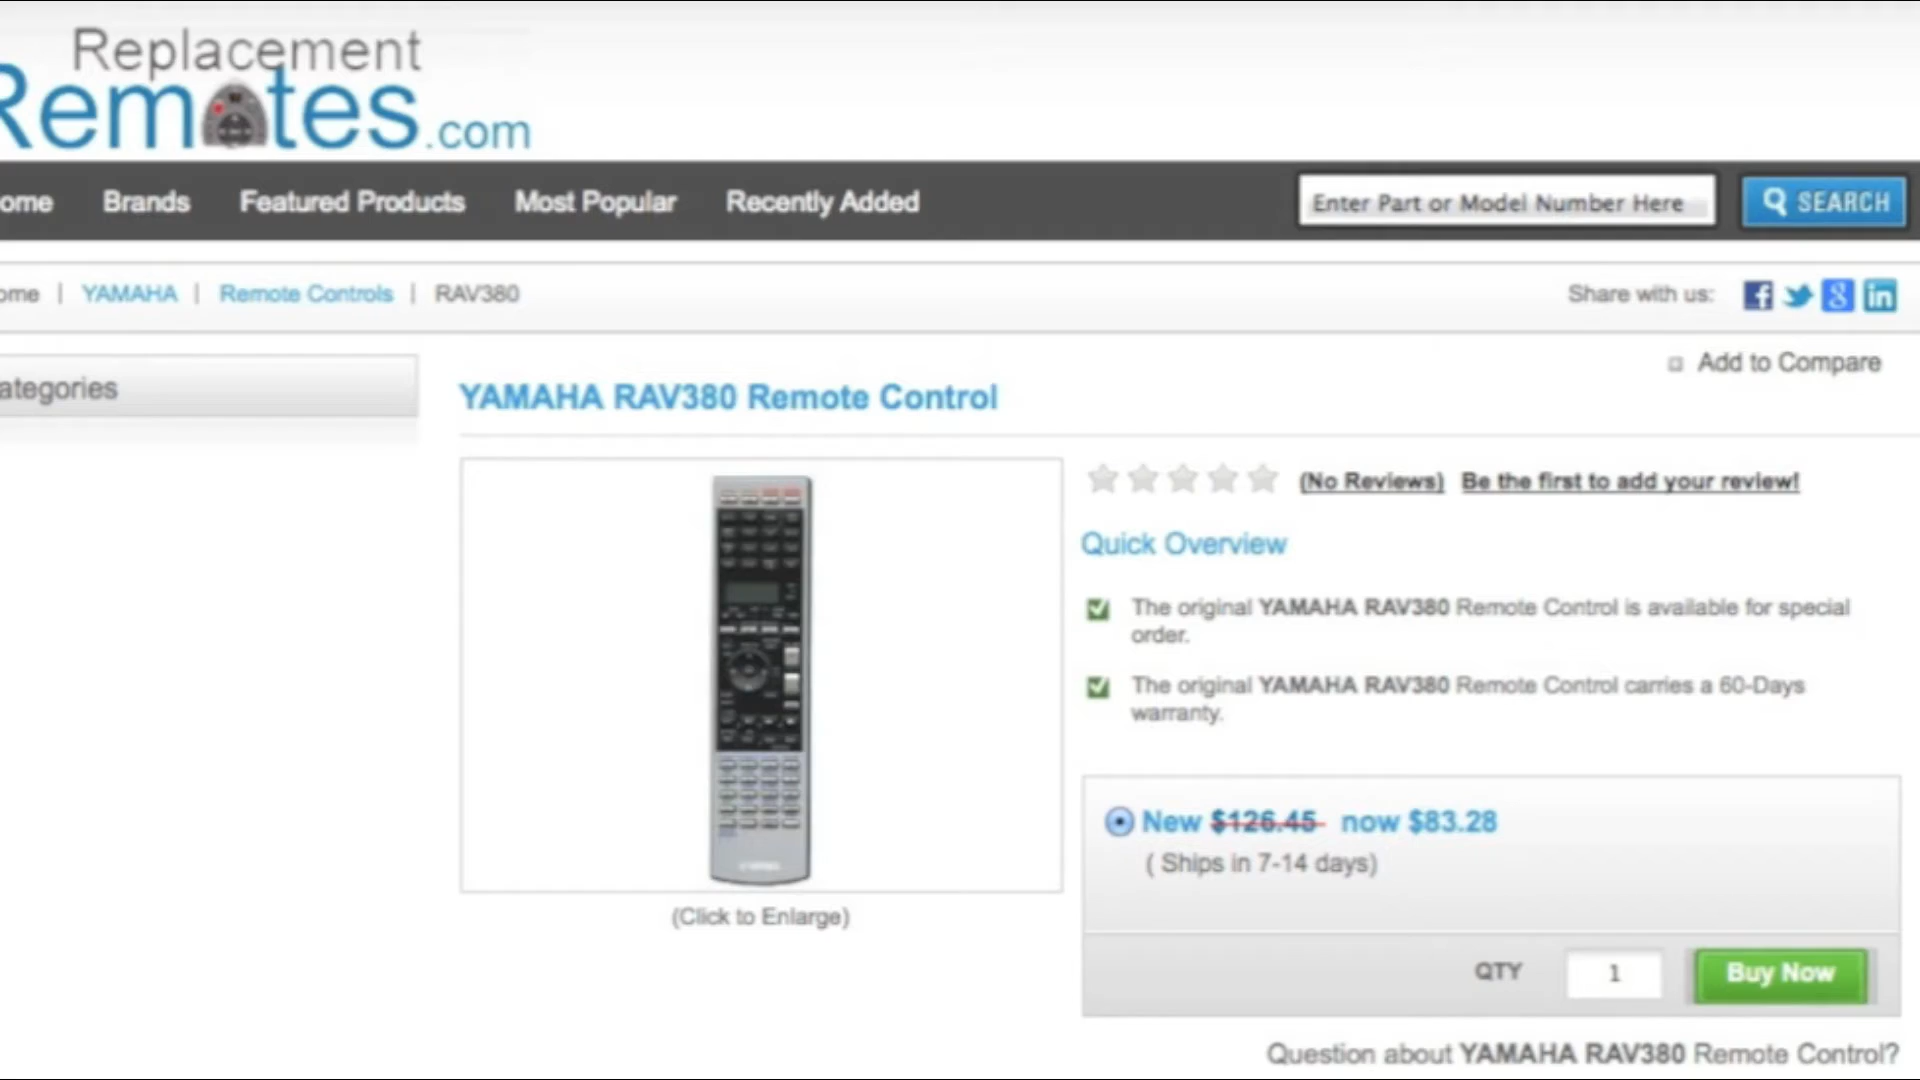 Replacement
Remotes.com
ome Brands Featured Products Most Popular Recently Added Enter Part or Model Number Here SEARCH
ome | YAMAHA | Remote Controls | RAV380 Share with us:
Add to Compare
ategories
YAMAHA RAV380 Remote Control
(No Reviews) Be the first to add your review!
Quick Overview
The original YAMAHA RAV380 Remote Control is available for special
order.
The original YAMAHA RAV380 Remote Control carries a 60-Days
warranty.
New $126.45 now $83.28
( Ships in 7-14 days)
(Click to Enlarge)
QTY 1 Buy Now
Question about YAMAHA RAV380 Remote Control?